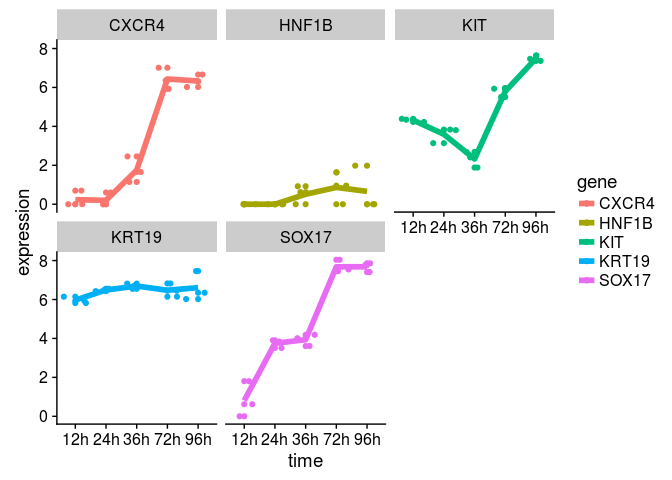 CXCR4 HNF1B KIT
8
6
4
2
0
12h 24h 36h 72h 96h
KRT19 SOX17
8
6
4
2
0
12h 24h 36h 72h 96h 12h 24h 36h 72h 96h
time
expression
gene
CXCR4
HNF1B
KIT
KRT19
SOX17